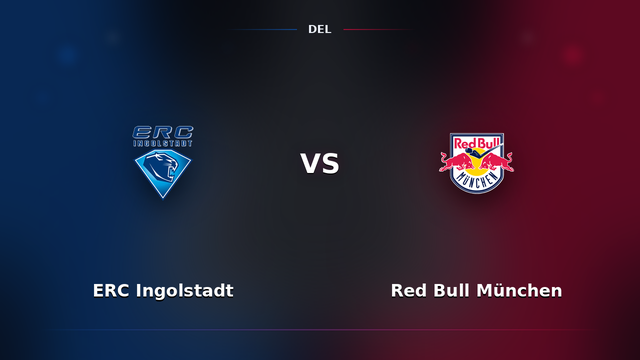 DEL
ERC
INGOLSTADT
VS
Red Bull
MÜNCHEN
ERC Ingolstadt
Red Bull München